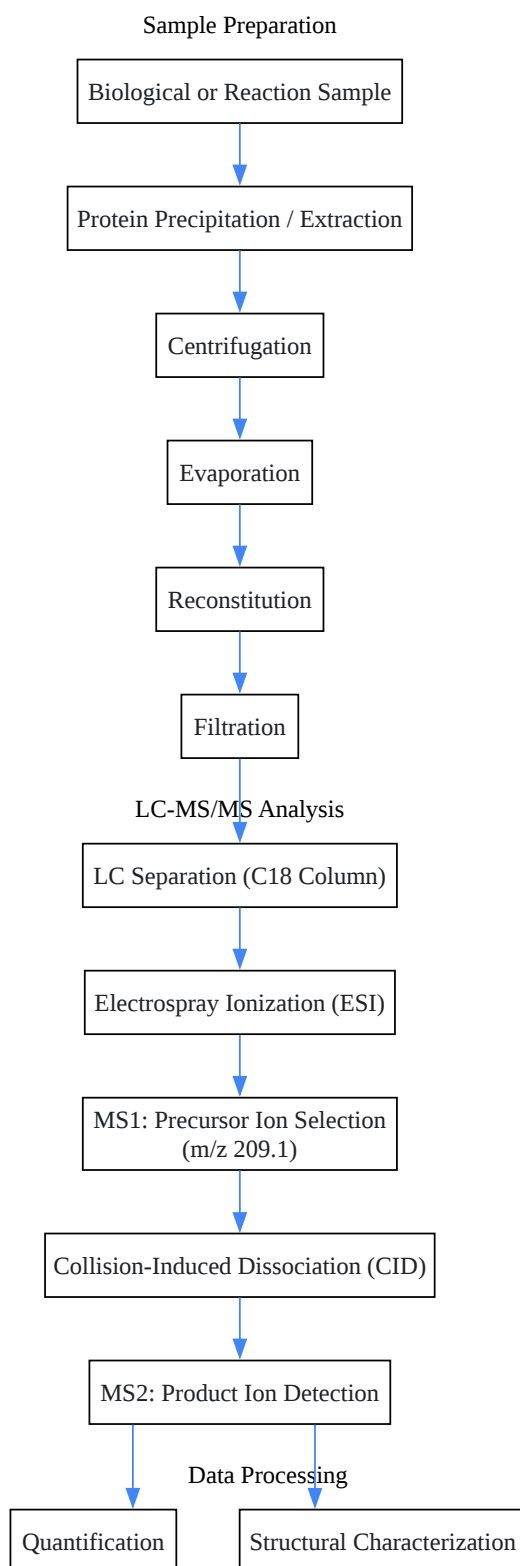 Sample Preparation
Biological or Reaction Sample
Protein Precipitation / Extraction
Centrifugation
Evaporation
Reconstitution
Filtration
LC-MS/MS Analysis
LC Separation (C18 Column)
Electrospray Ionization (ESI)
MS1: Precursor Ion Selection
(m/z 209.1)
Collision-Induced Dissociation (CID)
MS2: Product Ion Detection
Data Processing
Quantification
Structural Characterization